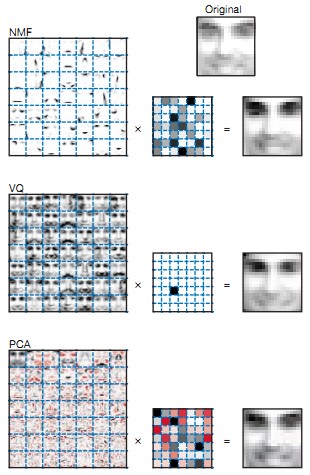 Original
NMF
× =
VQ
× =
PCA
× =